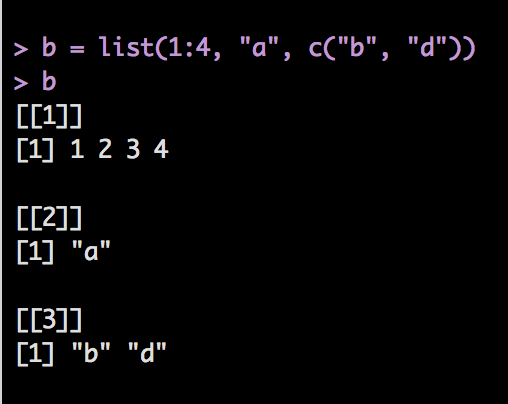 > b = list(1:4, "a", c("b", "d"))
> b
[[1]]
[1] 1 2 3 4
[[2]]
[1] "a"
[[3]]
[1] "b" "d"